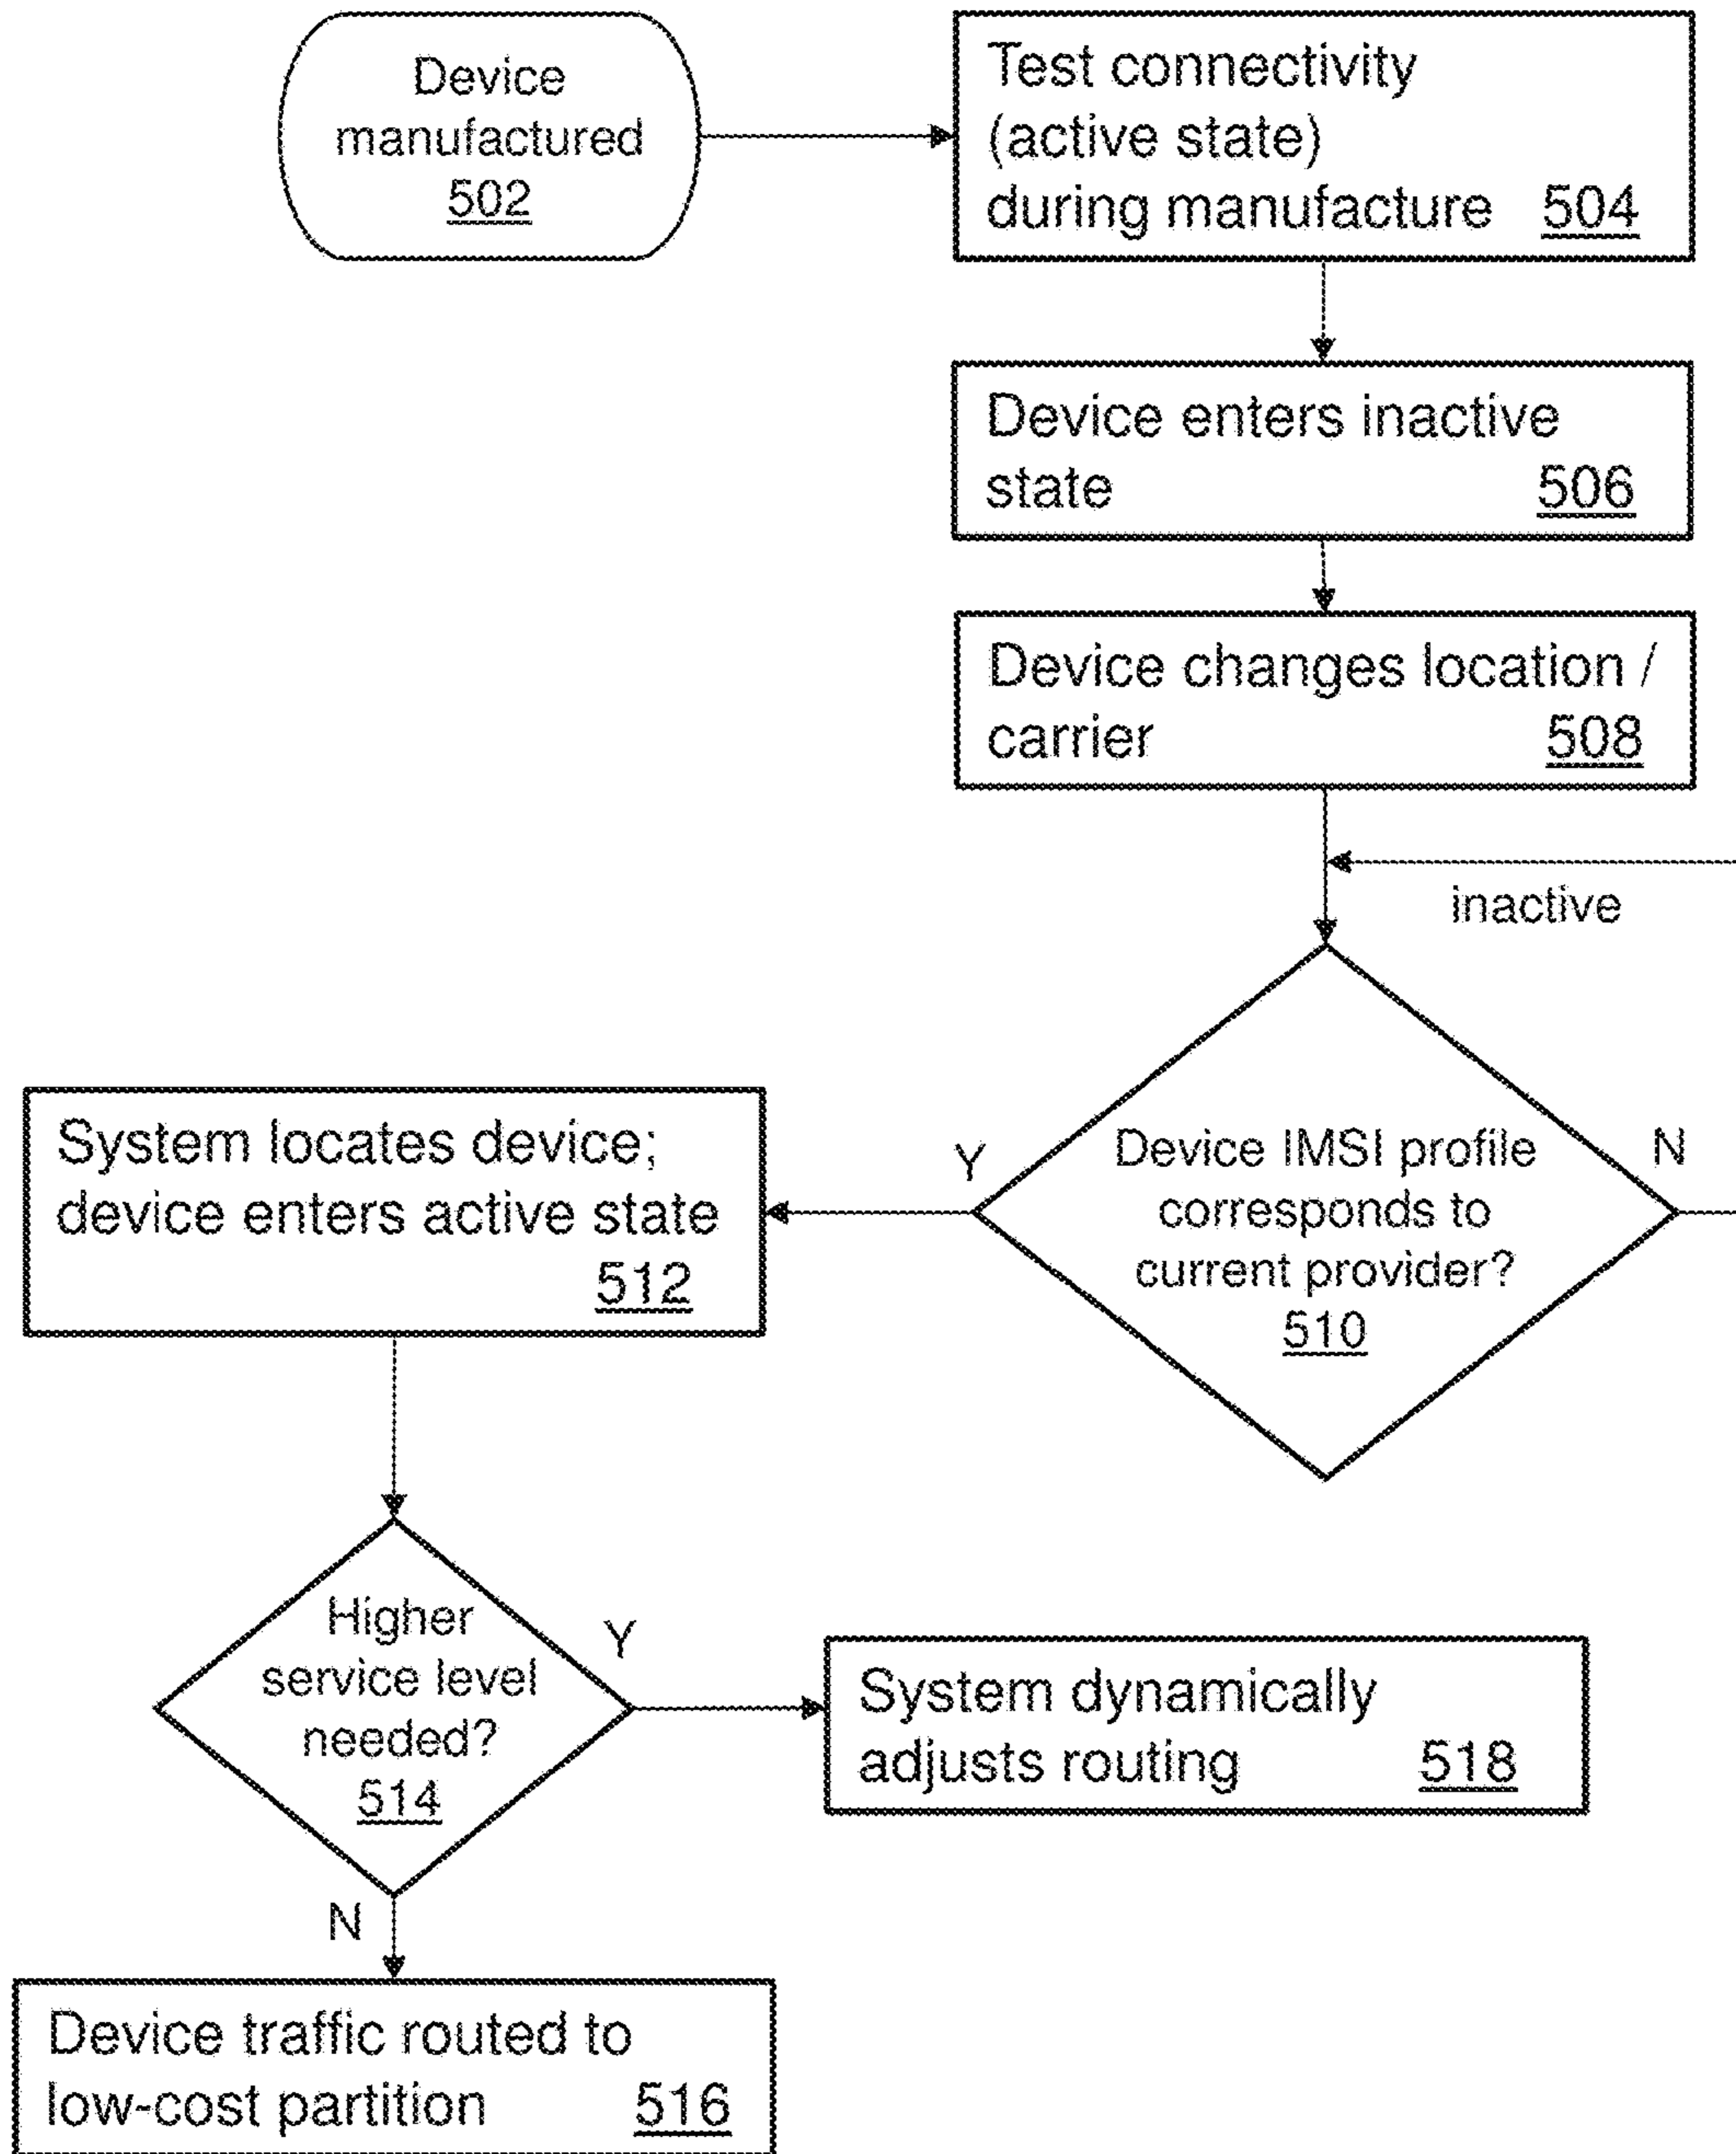 Device
manufactured
502
Test connectivity
(active state)
during manufacture 504
Device enters inactive
state 506
Device changes location /
carrier 508
inactive
Device IMSI profile
corresponds to
current provider?
510
Y
N
System locates device;
device enters active state
512
Higher
service level
needed?
514
Y
N
System dynamically
adjusts routing 518
Device traffic routed to
low-cost partition 516